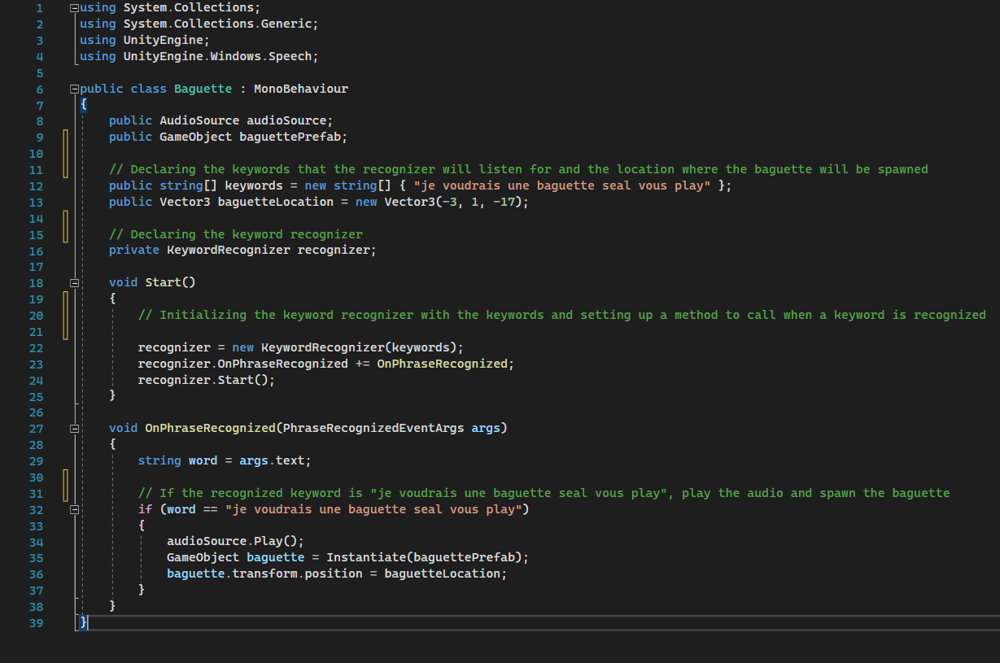 1 using System.Collections;
2 using System.Collections.Generic;
3 using UnityEngine;
4 using UnityEngine.Windows.Speech;
5
6 public class Baguette : MonoBehaviour
7 {
8 public AudioSource audioSource;
9 public GameObject baguettePrefab;
10
11 // Declaring the keywords that the recognizer will listen for and the location where the baguette will be spawned
12 public string[] keywords = new string[] { "je voudrais une baguette seal vous play" };
13 public Vector3 baguetteLocation = new Vector3(-3, 1, -17);
14
15 // Declaring the keyword recognizer
16 private KeywordRecognizer recognizer;
17
18 void Start()
19 {
20 // Initializing the keyword recognizer with the keywords and setting up a method to call when a keyword is recognized
21
22 recognizer = new KeywordRecognizer(keywords);
23 recognizer.OnPhraseRecognized += OnPhraseRecognized;
24 recognizer.Start();
25 }
26
27 void OnPhraseRecognized(PhraseRecognizedEventArgs args)
28 {
29 string word = args.text;
30
31 // If the recognized keyword is "je voudrais une baguette seal vous play", play the audio and spawn the baguette
32 if (word == "je voudrais une baguette seal vous play")
33 {
34 audioSource.Play();
35 GameObject baguette = Instantiate(baguettePrefab);
36 baguette.transform.position = baguetteLocation;
37 }
38 }
39 }